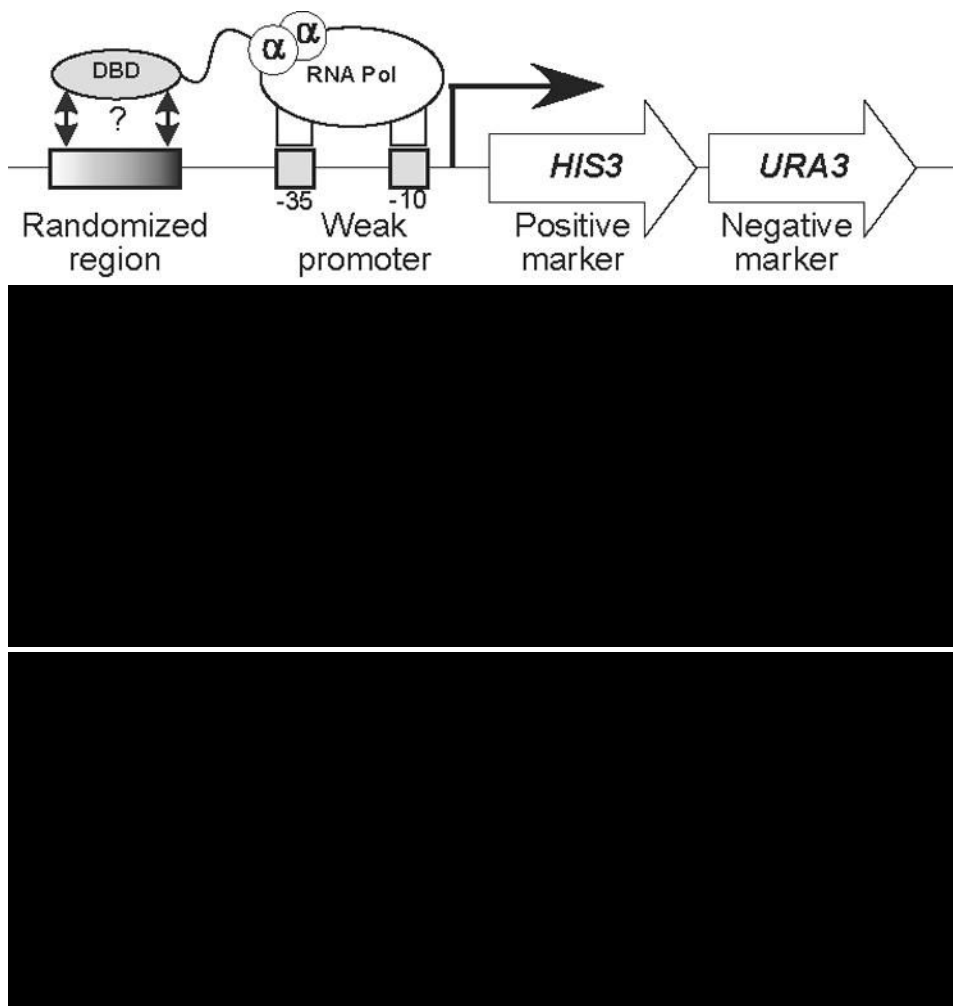 α α
DBD
RNA Pol
?
HIS3 URA3
-35 -10
Randomized Weak Positive Negative
region promoter marker marker